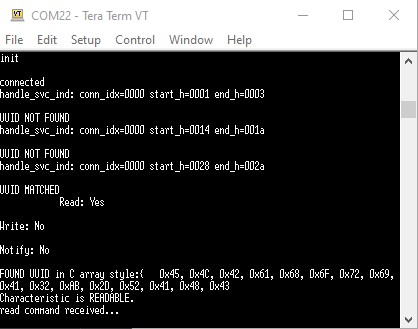 COM22 - Tera Term VT
File Edit Setup Control Window Help
init
connected
handle_svc_ind: conn_idx=0000 start_h=0001 end_h=0003
UUID NOT FOUND
handle_svc_ind: conn_idx=0000 start_h=0014 end_h=001a
UUID NOT FOUND
handle_svc_ind: conn_idx=0000 start_h=0028 end_h=002a
UUID MATCHED
Read: Yes
Write: No
Notify: No
FOUND UUID in C array style:{ 0x45, 0x4C, 0x42, 0x61, 0x68, 0x6F, 0x72, 0x69,
0x41, 0x32, 0xAB, 0x2D, 0x52, 0x41, 0x48, 0x43
Characteristic is READABLE.
read command received...